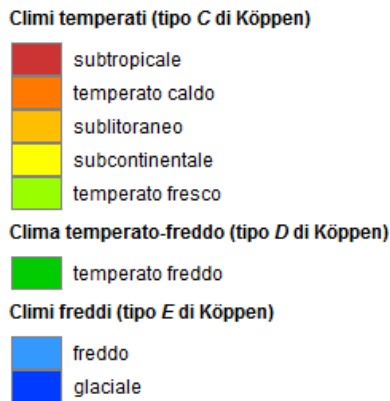 Climi temperati (tipo C di Köppen)
subtropicale
temperato caldo
sublitoraneo
subcontinentale
temperato fresco
Clima temperato-freddo (tipo D di Köppen)
temperato freddo
Climi freddi (tipo E di Köppen)
freddo
glaciale